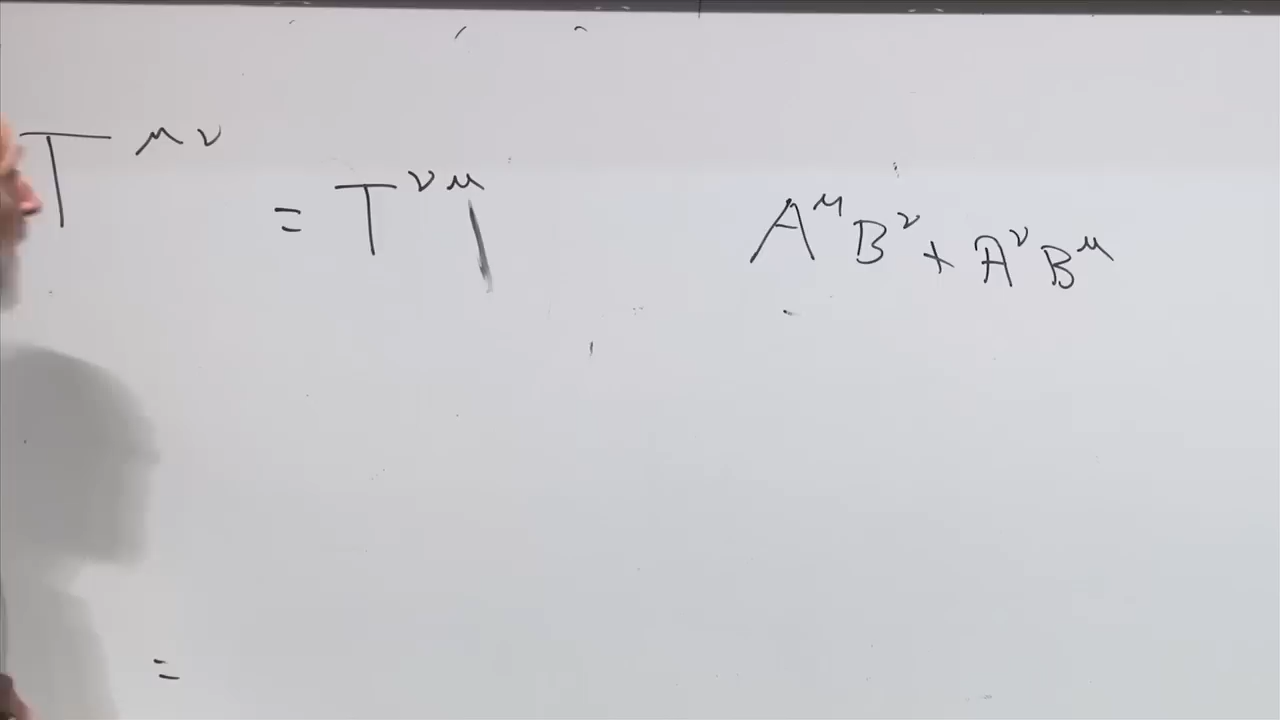 T^{μν} = T^{νμ}
A^μ B^ν + A^ν B^μ
=